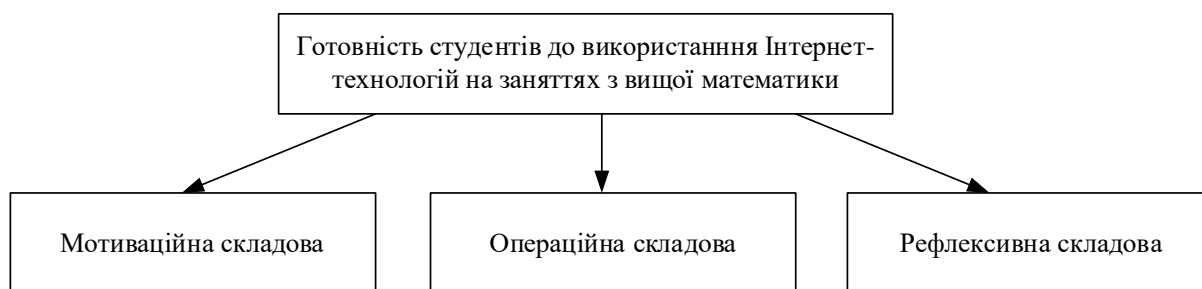 Готовність студентів до використанння Інтернет-
технологій на заняттях з вищої математики
Мотиваційна складова
Операційна складова
Рефлексивна складова